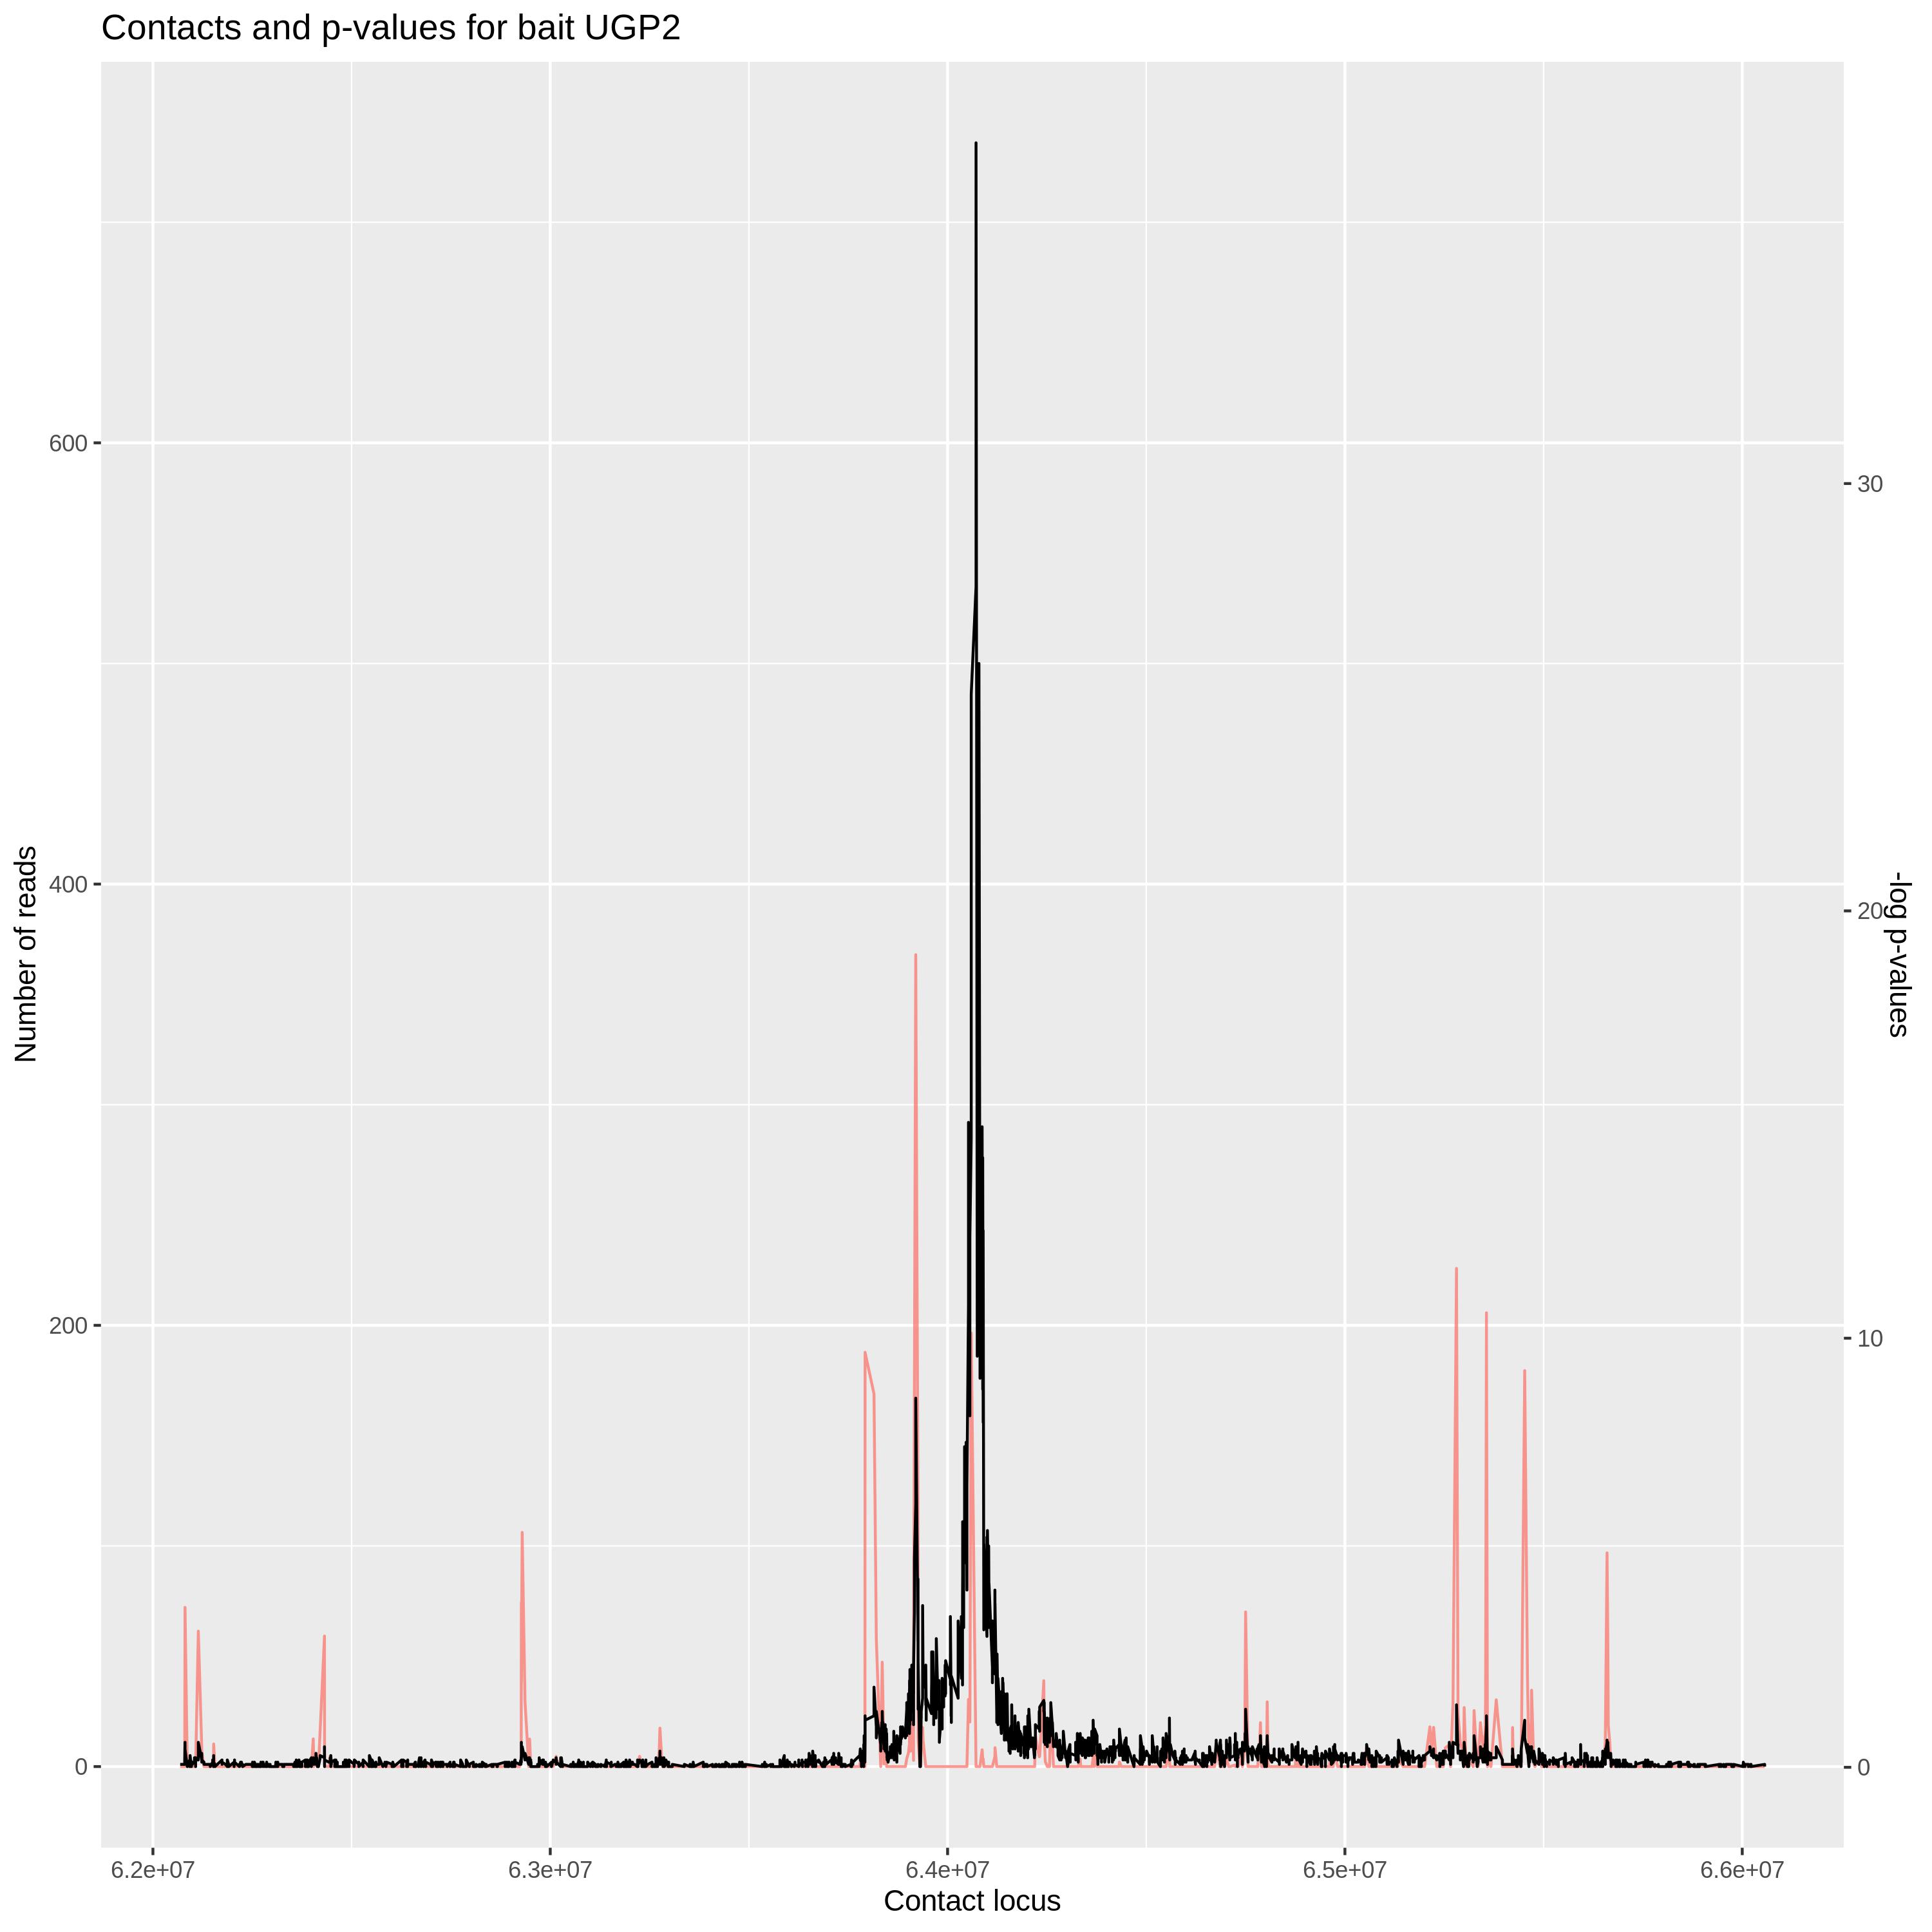 Contacts and p-values for bait UGP2
Number of reads
600
400
200
0
30
20
10
0
-log p-values
6.2e+07
6.3e+07
6.4e+07
6.5e+07
6.6e+07
Contact locus